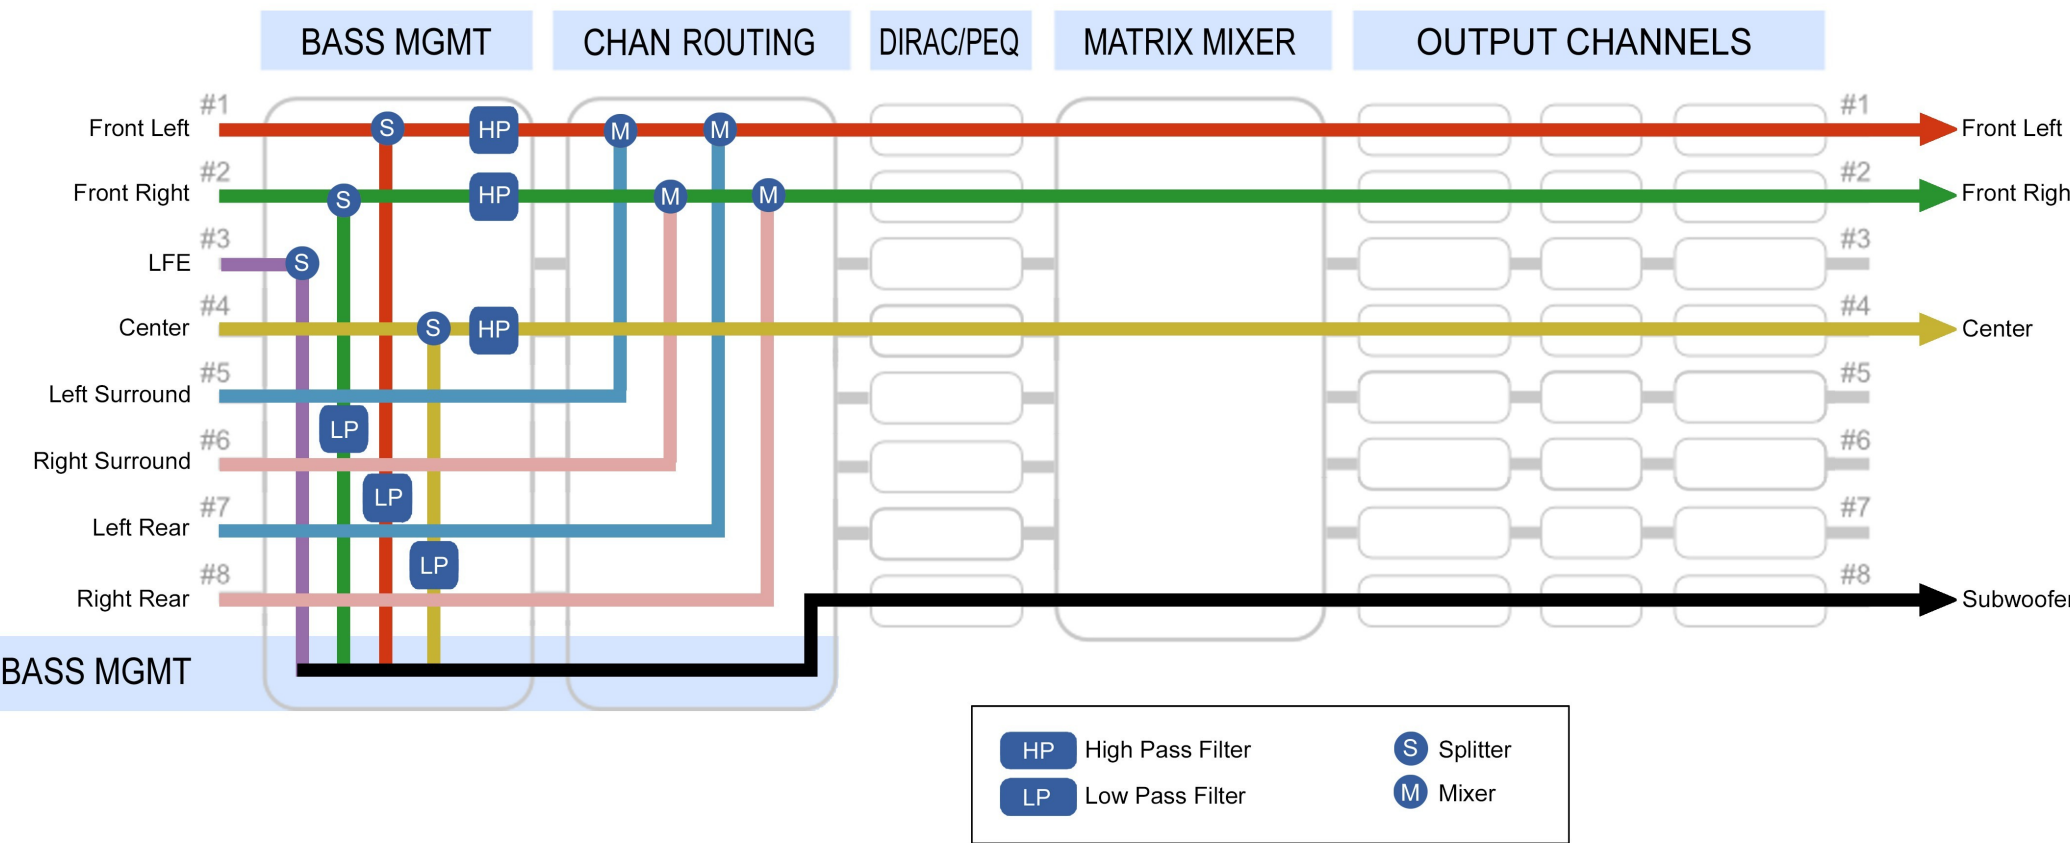 BASS MGMT
CHAN ROUTING
DIRAC/PEQ
MATRIX MIXER
OUTPUT CHANNELS
#1
Front Left
S
HP
M
M
#1
Front Left
#2
Front Right
S
HP
M
M
#2
Front Righ
#3
LFE
S
#3
#4
Center
S
HP
#4
Center
#5
Left Surround
#5
LP
#6
Right Surround
#6
LP
#7
Left Rear
#7
LP
#8
Right Rear
#8
Subwoofer
BASS MGMT
HP High Pass Filter
S Splitter
LP Low Pass Filter
M Mixer